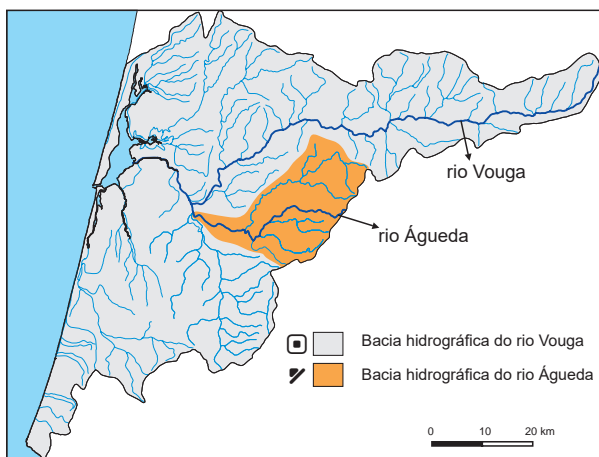 rio Vouga
rio Águeda
Bacia hidrográfica do rio Vouga
Bacia hidrográfica do rio Águeda
0 10 20 km